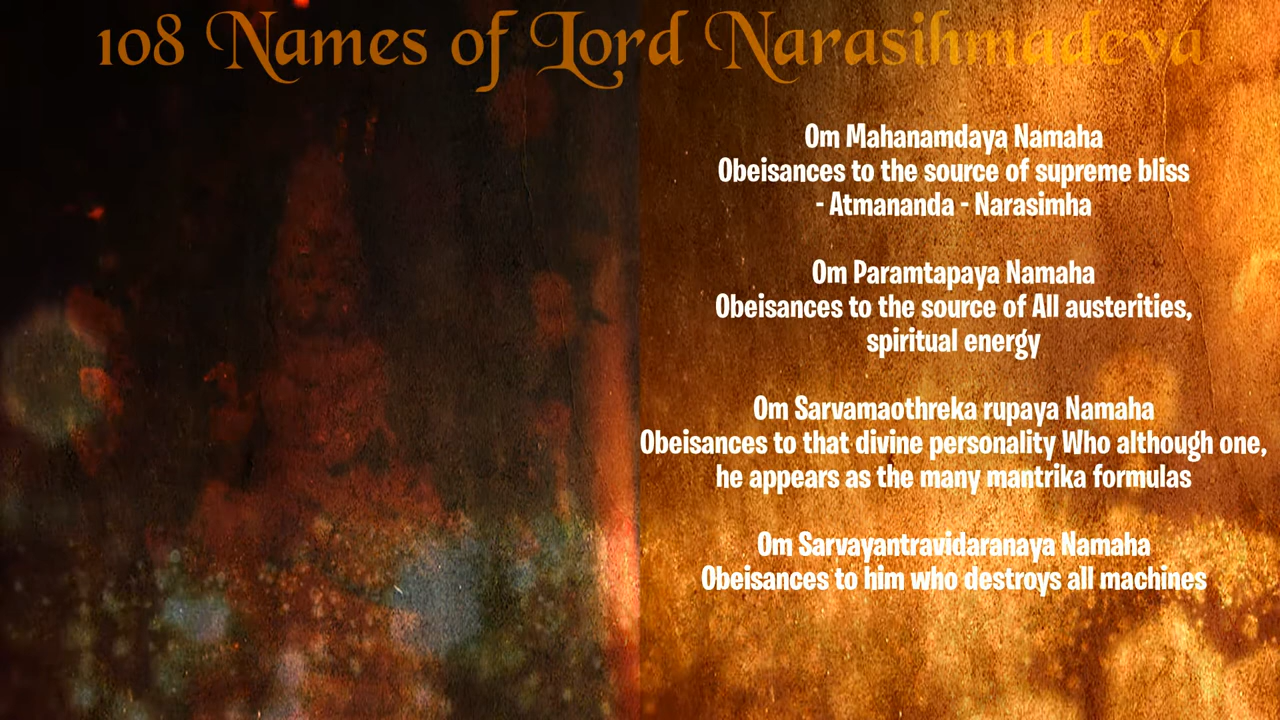 108 Names of Lord Narasihmadeva
Om Mahanamdaya Namaha
Obeisances to the source of supreme bliss
- Atmananda - Narasimha
Om Paramtapaya Namaha
Obeisances to the source of All austerities,
spiritual energy
Om Sarvamaothreka rupaya Namaha
Obeisances to that divine personality Who although one,
he appears as the many mantrika formulas
Om Sarvayantravidaranaya Namaha
Obeisances to him who destroys all machines